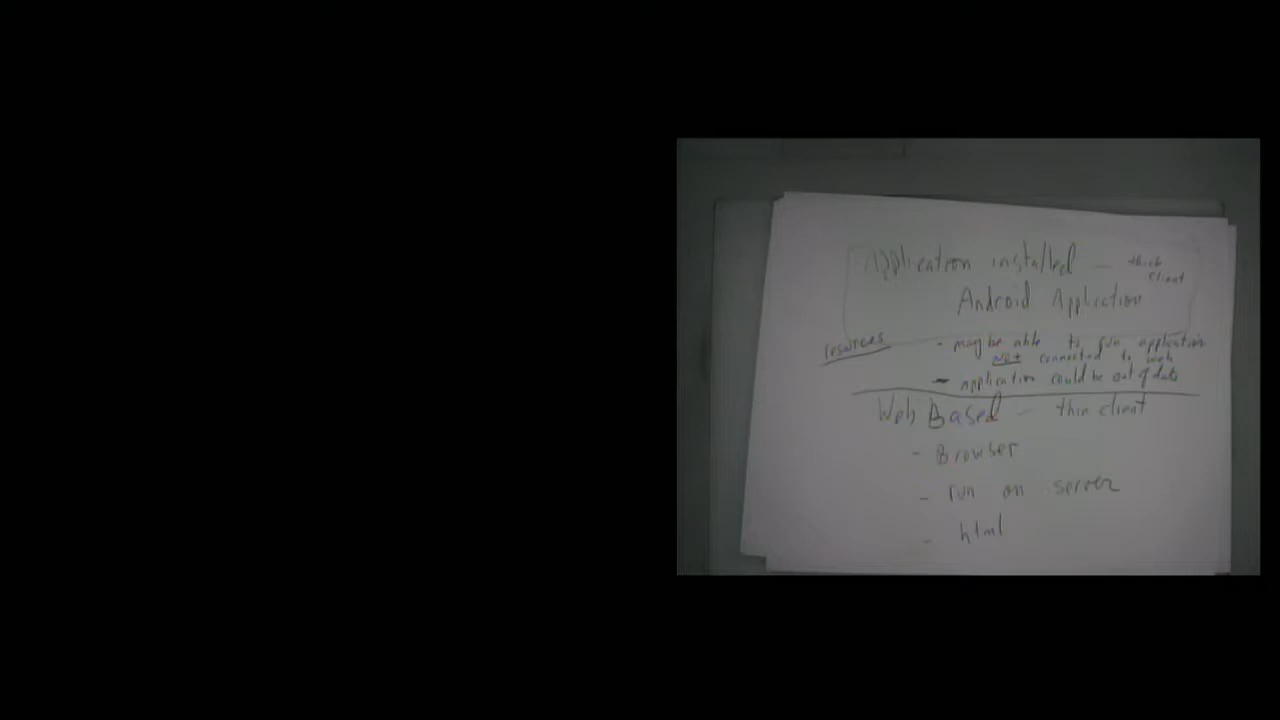 Application installed — thick
client
Android Application
resources - may be able to run application
not connected to web
- application could be out of date
Web Based - thin client
- Browser
- run on server
- html